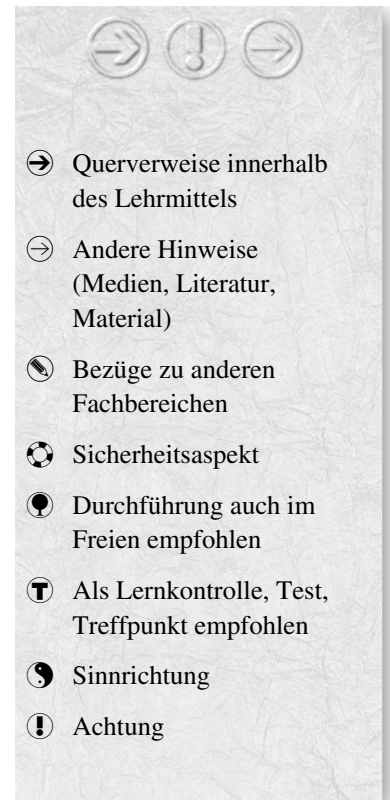 Querverweise innerhalb
des Lehrmittels
Andere Hinweise
(Medien, Literatur,
Material)
Bezüge zu anderen
Fachbereichen
Sicherheitsaspekt
Durchführung auch im
Freien empfohlen
T Als Lernkontrolle, Test,
Treffpunkt empfohlen
Sinnrichtung
! Achtung